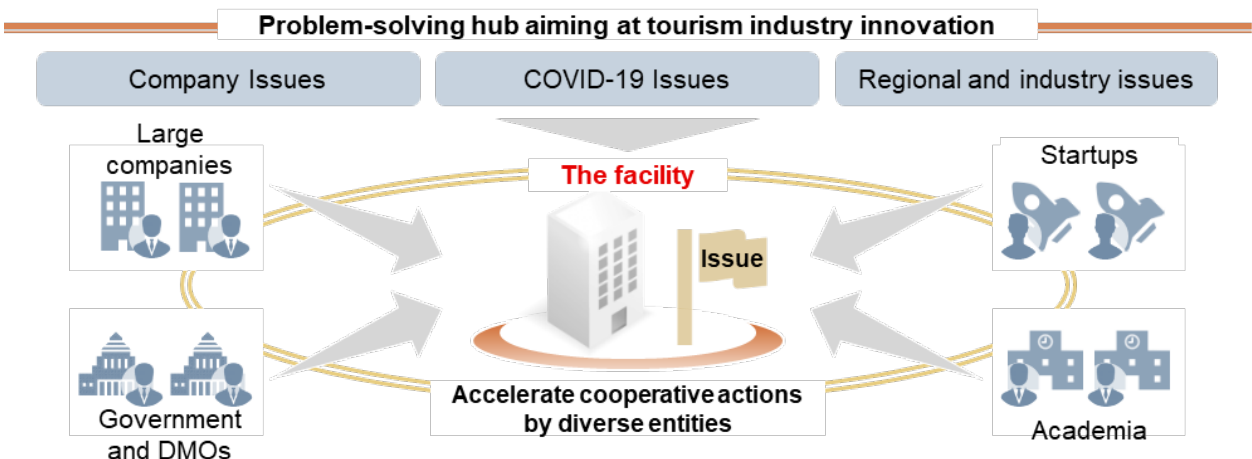 Problem-solving hub aiming at tourism industry innovation
Company Issues
COVID-19 Issues
Regional and industry issues
Large
companies
The facility
Startups
Issue
Government
and DMOs
Accelerate cooperative actions
by diverse entities
Academia